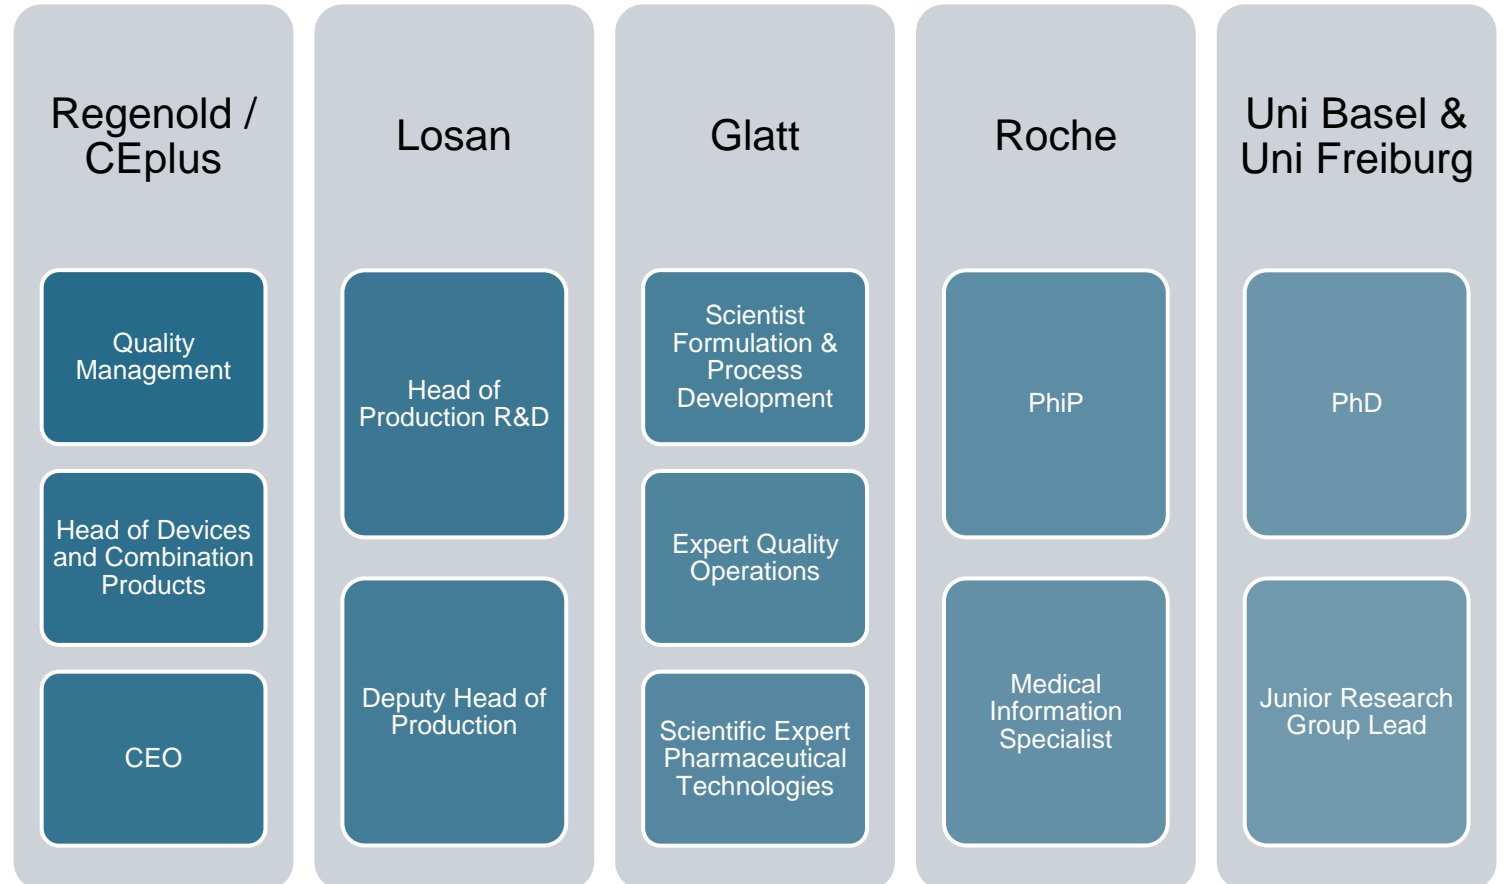 Regenold /
CEplus
Quality
Management
Head of Devices
and Combination
Products
CEO
Losan
Head of
Production R&D
Deputy Head of
Production
Glatt
Scientist
Formulation &
Process
Development
Expert Quality
Operations
Scientific Expert
Pharmaceutical
Technologies
Roche
PhiP
Medical
Information
Specialist
Uni Basel &
Uni Freiburg
PhD
Junior Research
Group Lead